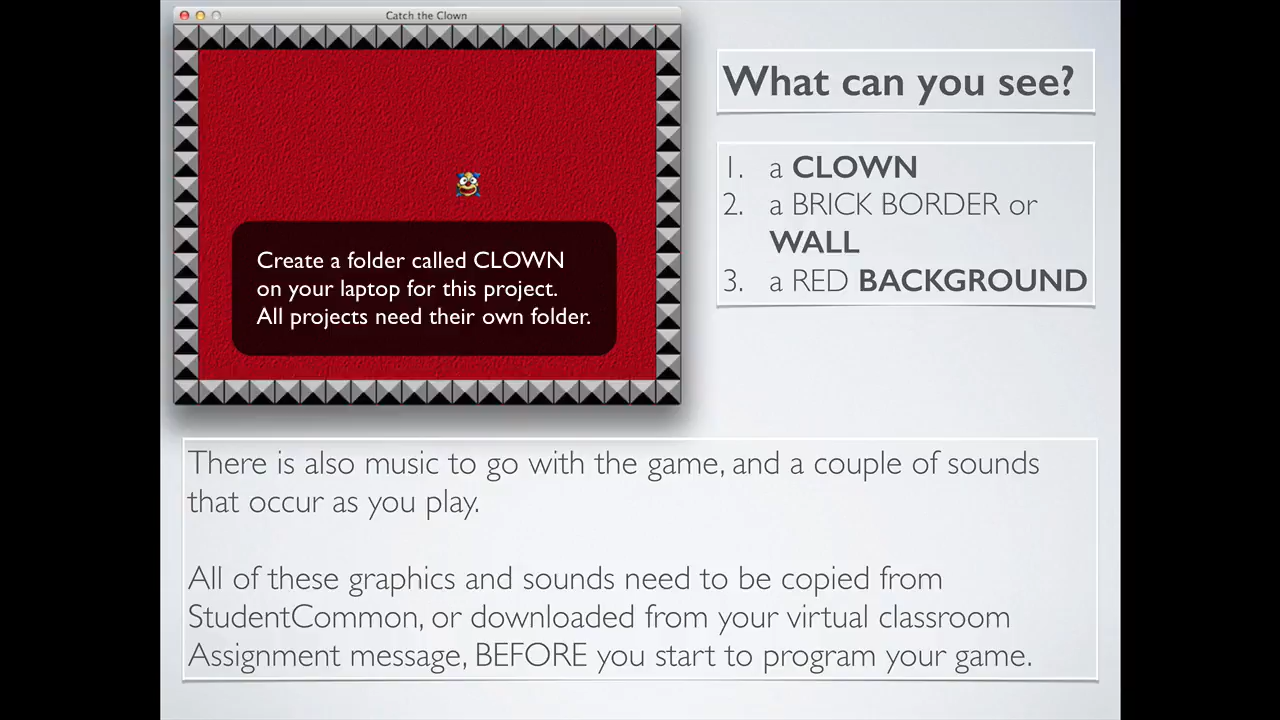 Catch the Clown
Create a folder called CLOWN
on your laptop for this project.
All projects need their own folder.
What can you see?
1. a CLOWN
2. a BRICK BORDER or
WALL
3. a RED BACKGROUND
There is also music to go with the game, and a couple of sounds
that occur as you play.
All of these graphics and sounds need to be copied from
StudentCommon, or downloaded from your virtual classroom
Assignment message, BEFORE you start to program your game.